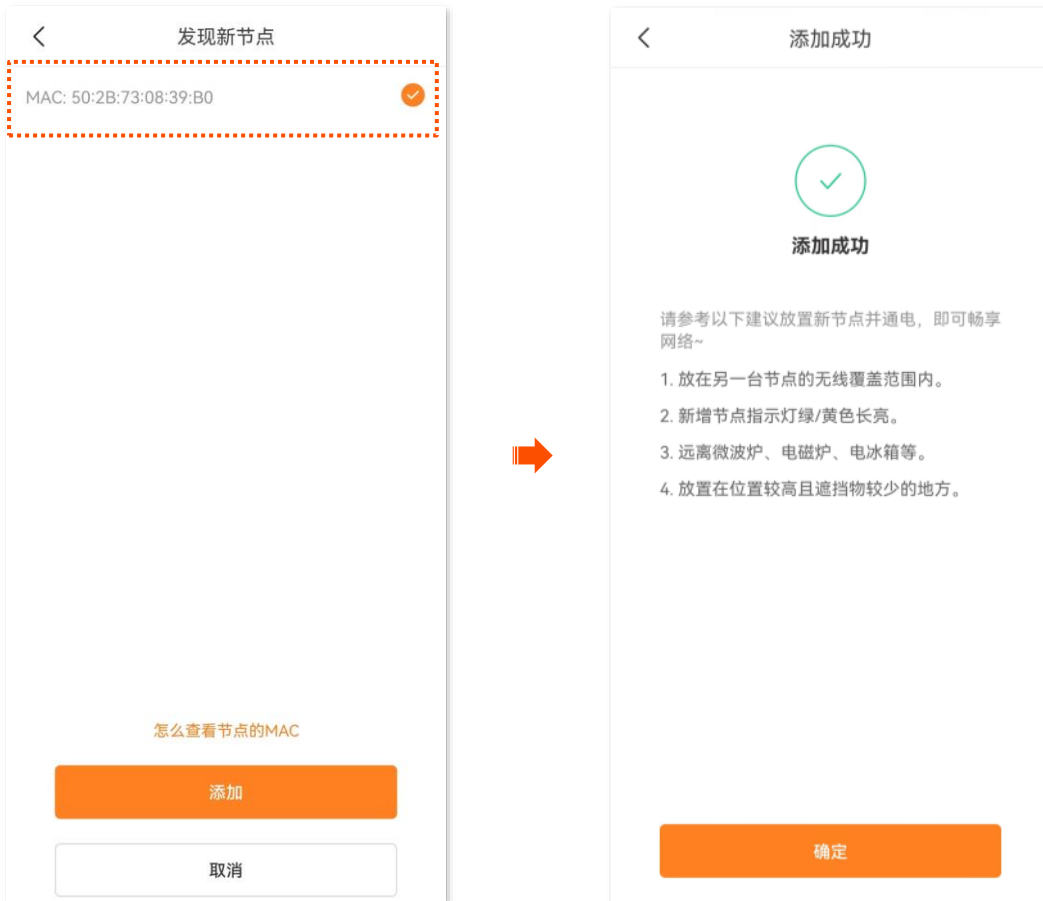 发现新节点
MAC: 50:2B:73:08:39:B0
怎么查看节点的MAC
添加
取消
添加成功
添加成功
请参考以下建议放置新节点并通电，即可畅享
网络~
1. 放在另一台节点的无线覆盖范围内。
2. 新增节点指示灯绿/黄色长亮。
3. 远离微波炉、电磁炉、电冰箱等。
4. 放置在位置较高且遮挡物较少的地方。
确定